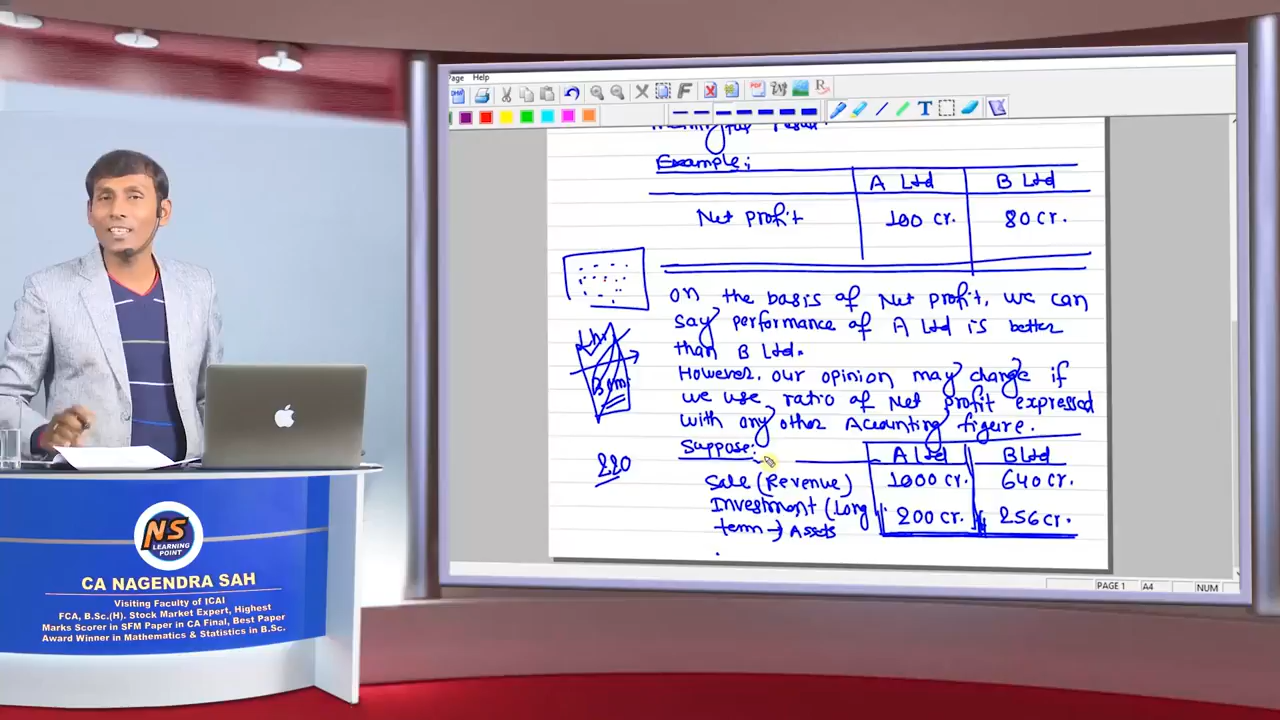 Page Help
Example:
A Ltd B Ltd
Net profit 100 cr. 80 cr.
On the basis of Net profit, we can
say performance of A Ltd is better
than B Ltd.
However, our opinion may change if
we use ratio of Net profit expressed
with any other Accounting figure.
Suppose: A Ltd B Ltd
Sale (Revenue) 1000 cr. 640 cr.
Investment (Long 200 cr. 256 cr.
term → Assets
220
PAGE 1 A4 NUM
NS
LEARNING
POINT
CA NAGENDRA SAH
Visiting Faculty of ICAI
FCA, B.Sc.(H). Stock Market Expert, Highest
Marks Scorer in SFM Paper in CA Final, Best Paper
Award Winner in Mathematics & Statistics in B.Sc.